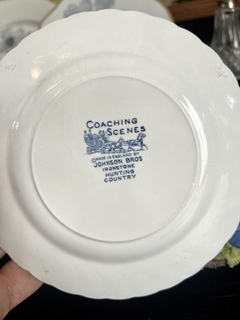 COACHING
SCENES
MADE IN ENGLAND BY
JOHNSON BROS
IRONSTONE
HUNTING
COUNTRY